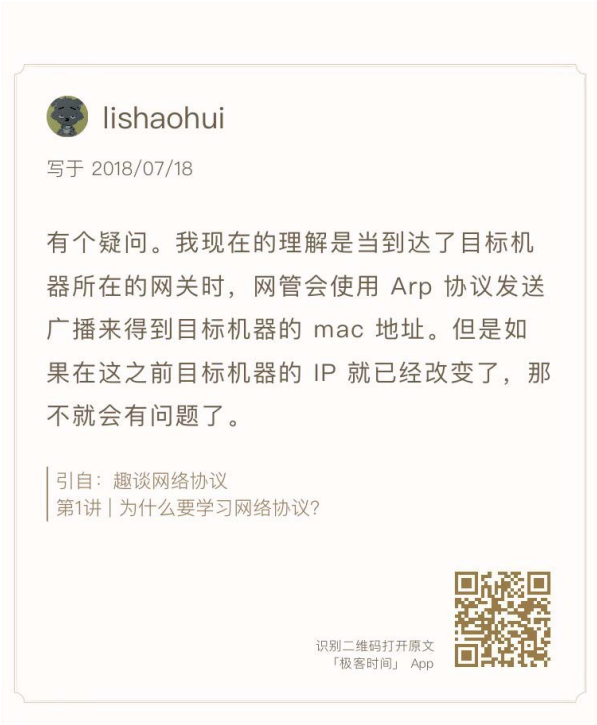 lishaohui
写于 2018/07/18
有个疑问。我现在的理解是当到达了目标机
器所在的网关时，网管会使用 Arp 协议发送
广播来得到目标机器的 mac 地址。但是如
果在这之前目标机器的 IP 就已经改变了，那
不就会有问题了。
引自：趣谈网络协议
第1讲 | 为什么要学习网络协议?
识别二维码打开原文
「极客时间」 App